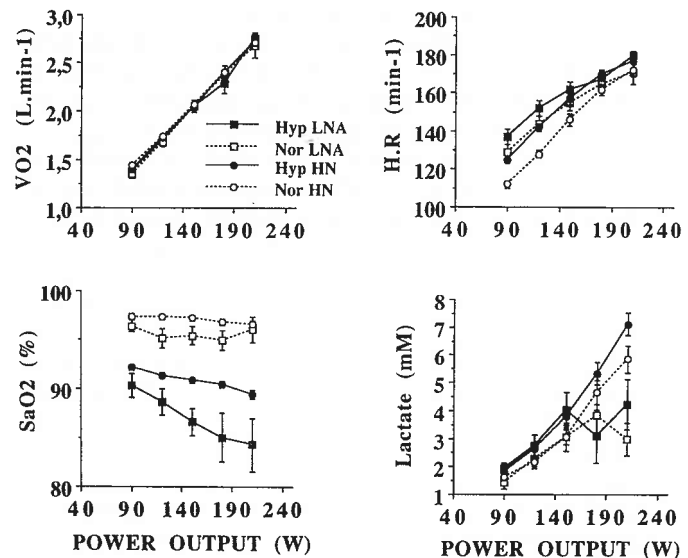 3,0
2,5
2,0
1,5
1,0
VO2 (L.min-1)
40 90 140 190 240
Hyp LNA
Nor LNA
Hyp HN
Nor HN
200
180
160
140
120
100
H.R (min-1)
40 90 140 190 240
100
90
80
SaO2 (%)
40 90 140 190 240
POWER OUTPUT (W)
8
7
6
5
4
3
2
1
Lactate (mM)
40 90 140 190 240
POWER OUTPUT (W)